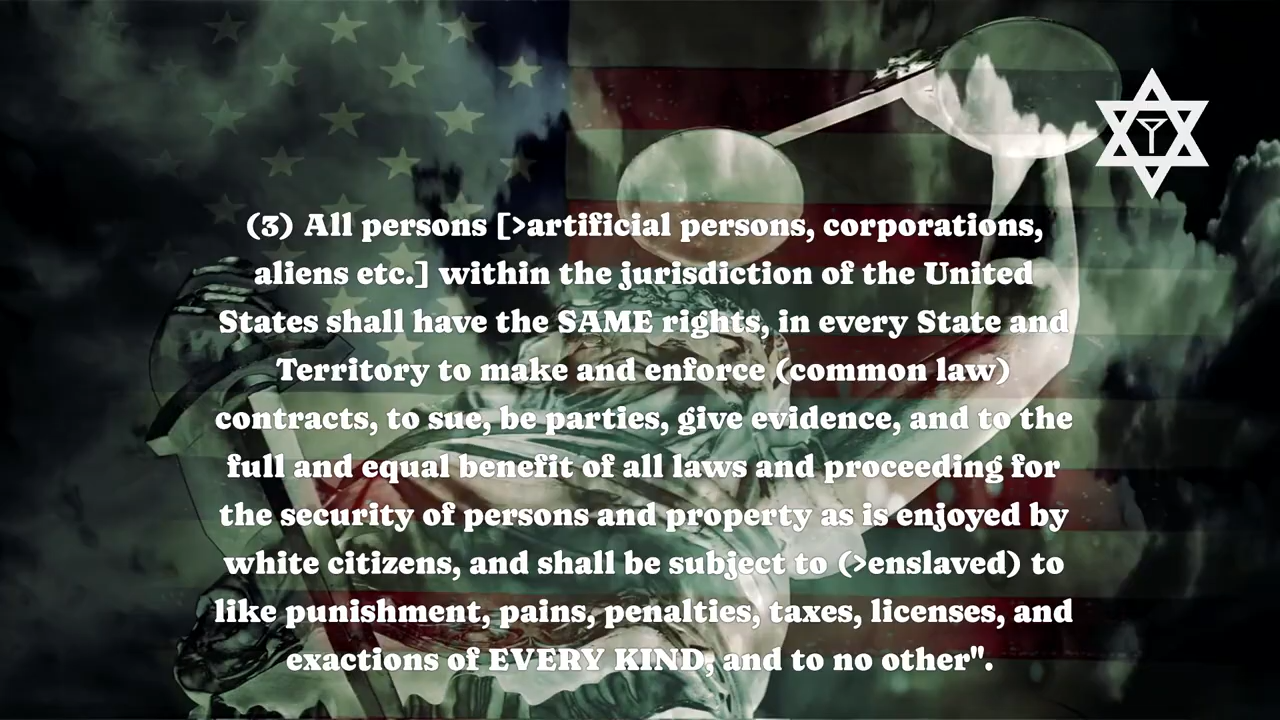 (3) All persons [>artificial persons, corporations,
aliens etc.] within the jurisdiction of the United
States shall have the SAME rights, in every State and
Territory to make and enforce (common law)
contracts, to sue, be parties, give evidence, and to the
full and equal benefit of all laws and proceeding for
the security of persons and property as is enjoyed by
white citizens, and shall be subject to (>enslaved) to
like punishment, pains, penalties, taxes, licenses, and
exactions of EVERY KIND, and to no other".